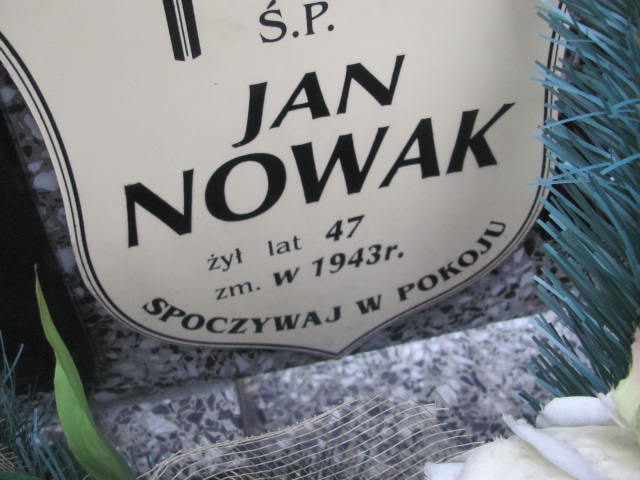 Ś.P.
JAN
NOWAK
żył lat 47
zm. w 1943r.
SPOCZYWAJ W POKOJU